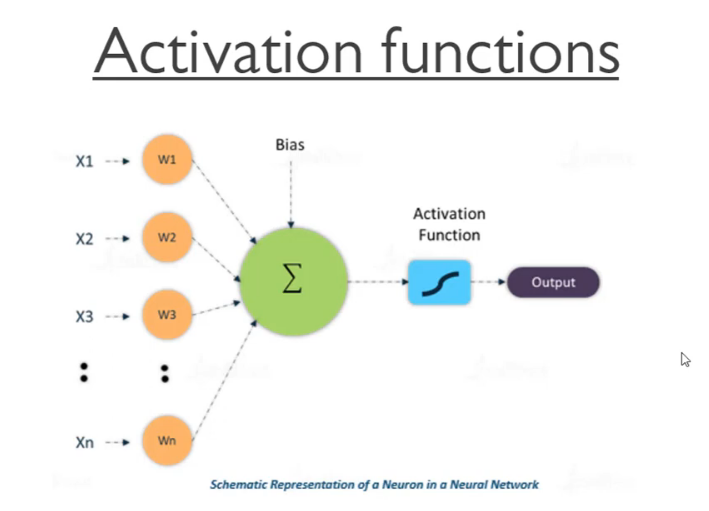 Activation functions
Bias
X1
W1
Activation
Function
X2
W2
Σ
Output
X3
W3
Xn
Wn
Schematic Representation of a Neuron in a Neural Network